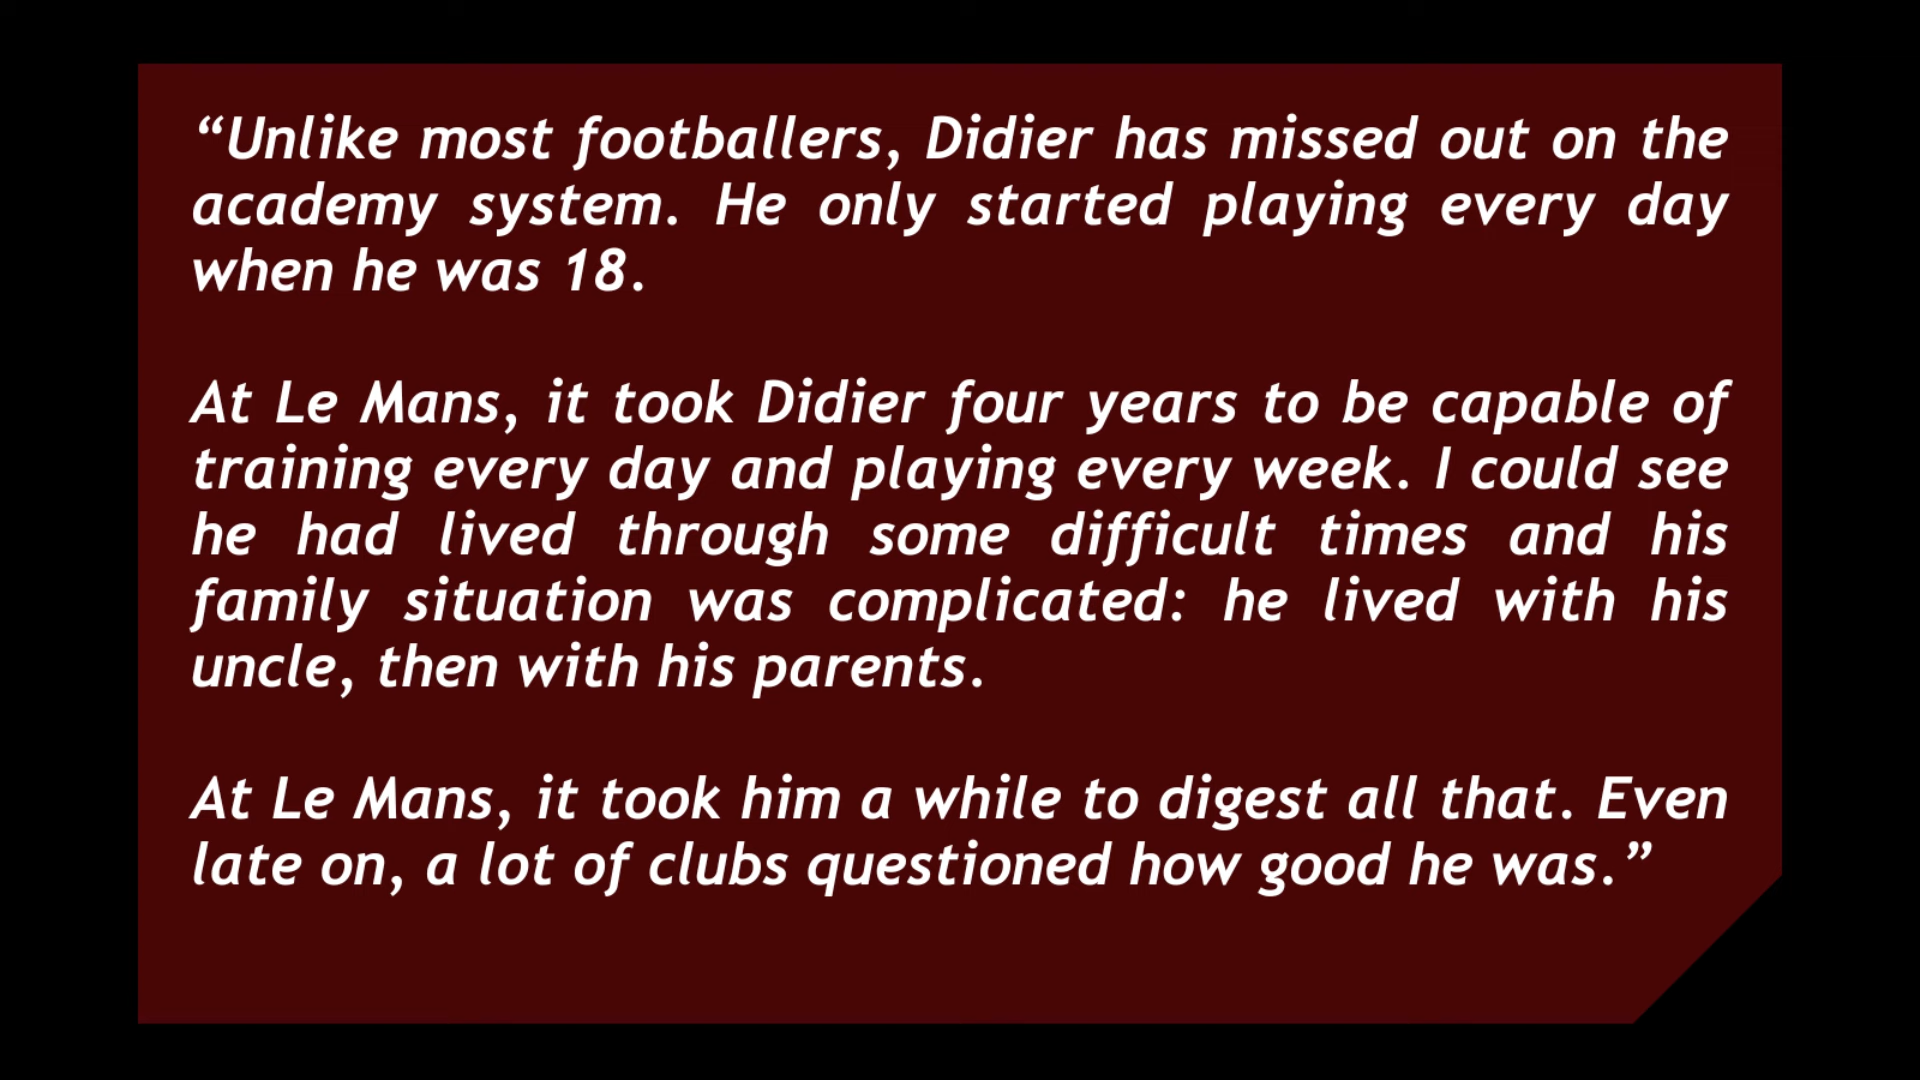 “Unlike most footballers, Didier has missed out on the
academy system. He only started playing every day
when he was 18.
At Le Mans, it took Didier four years to be capable of
training every day and playing every week. I could see
he had lived through some difficult times and his
family situation was complicated: he lived with his
uncle, then with his parents.
At Le Mans, it took him a while to digest all that. Even
late on, a lot of clubs questioned how good he was.”